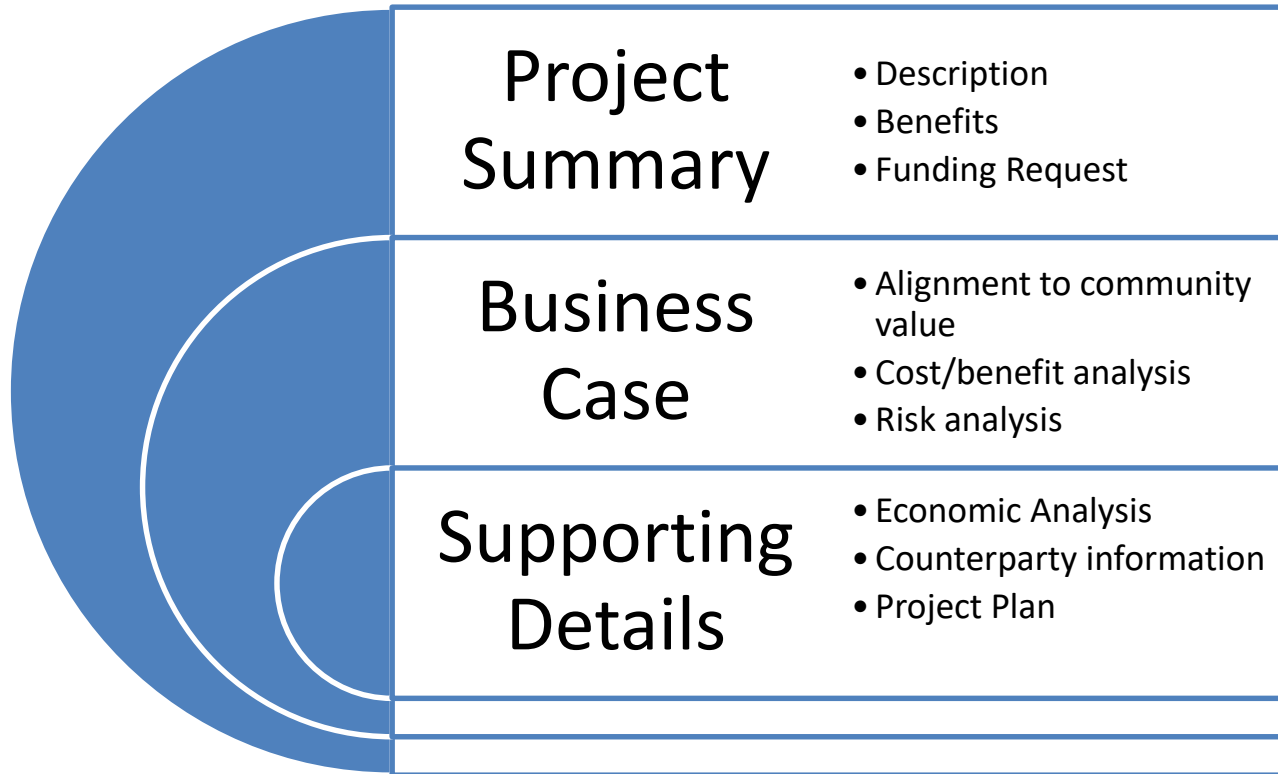 Project
Summary
• Description
• Benefits
• Funding Request
Business
Case
• Alignment to community
value
• Cost/benefit analysis
• Risk analysis
Supporting
Details
• Economic Analysis
• Counterparty information
• Project Plan